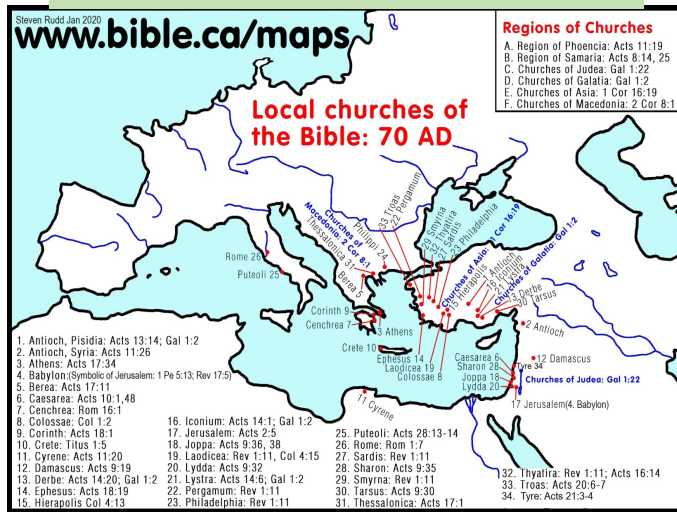 Steven Rudd Jan 2020
www.bible.ca/maps
Regions of Churches
A. Region of Phoencia: Acts 11:19
B. Region of Samaria: Acts 8:14, 25
C. Churches of Judea: Gal 1:22
D. Churches of Galatia: Gal 1:2
E. Churches of Asia: 1 Cor 16:19
F. Churches of Macedonia: 2 Cor 8:1
Local churches of
the Bible: 70 AD
Churches of
Macedonia: 2 Cor 8:1
Thessalonica 31
Berea 5
Philippi 24
33 Troas
22 Pergamum
29 Smyrna
32 Thyatira
27 Sardis
23 Philadelphia
Churches of Asia: 1 Cor 16:19
15 Hierapolis
16 Antioch
1 Iconium
21 Lystra
Churches of Galatia: Gal 1:2
13 Derbe
30 Tarsus
Rome 26
Puteoli 25
Corinth 9
Cenchrea 7
3 Athens
Crete 10
Ephesus 14
Laodicea 19
Colossae 8
2 Antioch
12 Damascus
Caesarea 6
Tyre 34
Sharon 28
Joppa 18
Lydda 20
Churches of Judea: Gal 1:22
17 Jerusalem(4. Babylon)
11 Cyrene
1. Antioch, Pisidia: Acts 13:14; Gal 1:2
2. Antioch, Syria: Acts 11:26
3. Athens: Acts 17:34
4. Babylon:(Symbolic of Jerusalem: 1 Pe 5:13; Rev 17:5)
5. Berea: Acts 17:11
6. Caesarea: Acts 10:1,48
7. Cenchrea: Rom 16:1
8. Colossae: Col 1:2
9. Corinth: Acts 18:1
10. Crete: Titus 1:5
11. Cyrene: Acts 11:20
12. Damascus: Acts 9:19
13. Derbe: Acts 14:20; Gal 1:2
14. Ephesus: Acts 18:19
15. Hierapolis Col 4:13
16. Iconium: Acts 14:1; Gal 1:2
17. Jerusalem: Acts 2:5
18. Joppa: Acts 9:36, 38
19. Laodicea: Rev 1:11, Col 4:15
20. Lydda: Acts 9:32
21. Lystra: Acts 14:6; Gal 1:2
22. Pergamum: Rev 1:11
23. Philadelphia: Rev 1:11
25. Puteoli: Acts 28:13-14
26. Rome: Rom 1:7
27. Sardis: Rev 1:11
28. Sharon: Acts 9:35
29. Smyrna: Rev 1:11
30. Tarsus: Acts 9:30
31. Thessalonica: Acts 17:1
32. Thyatira: Rev 1:11; Acts 16:14
33. Troas: Acts 20:6-7
34. Tyre: Acts 21:3-4